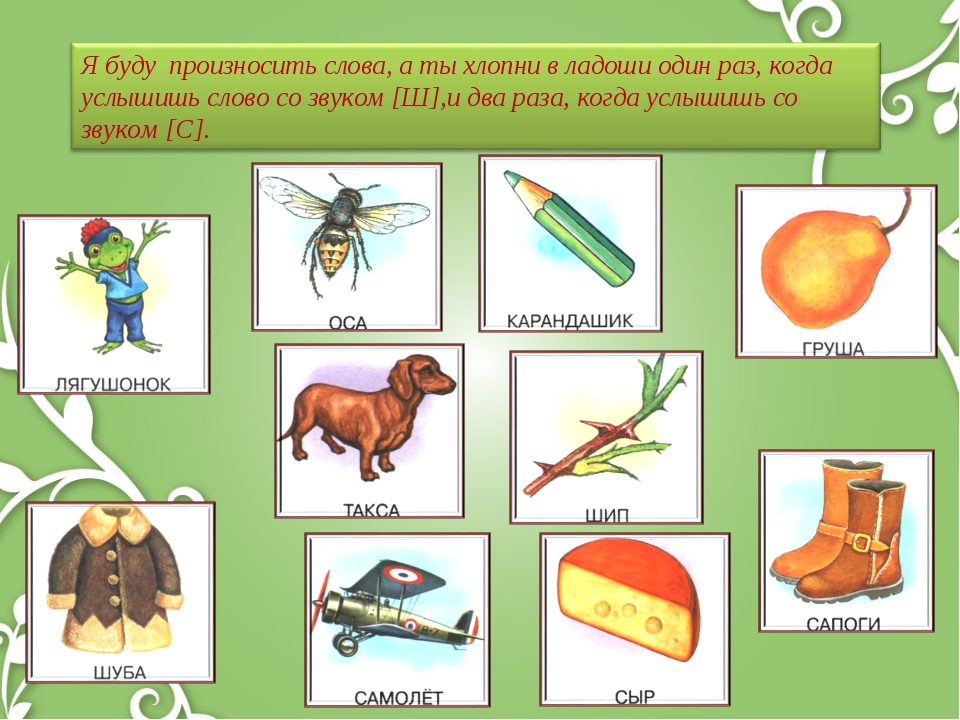 Я буду произносить слова, а ты хлопни в ладоши один раз, когда
услышишь слово со звуком [Ш],и два раза, когда услышишь со
звуком [С].
ЛЯГУШОНОК
ОСА
КАРАНДАШИК
ГРУША
ТАКСА
ШИП
ШУБА
САМОЛЁТ
СЫР
САПОГИ